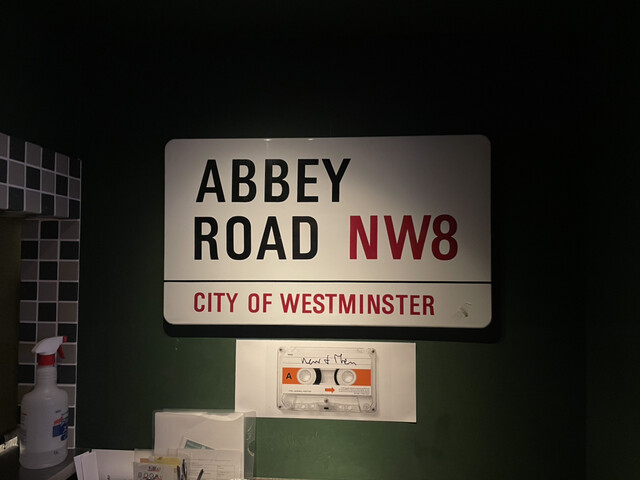 ABBEY
ROAD NW8
CITY OF WESTMINSTER
A